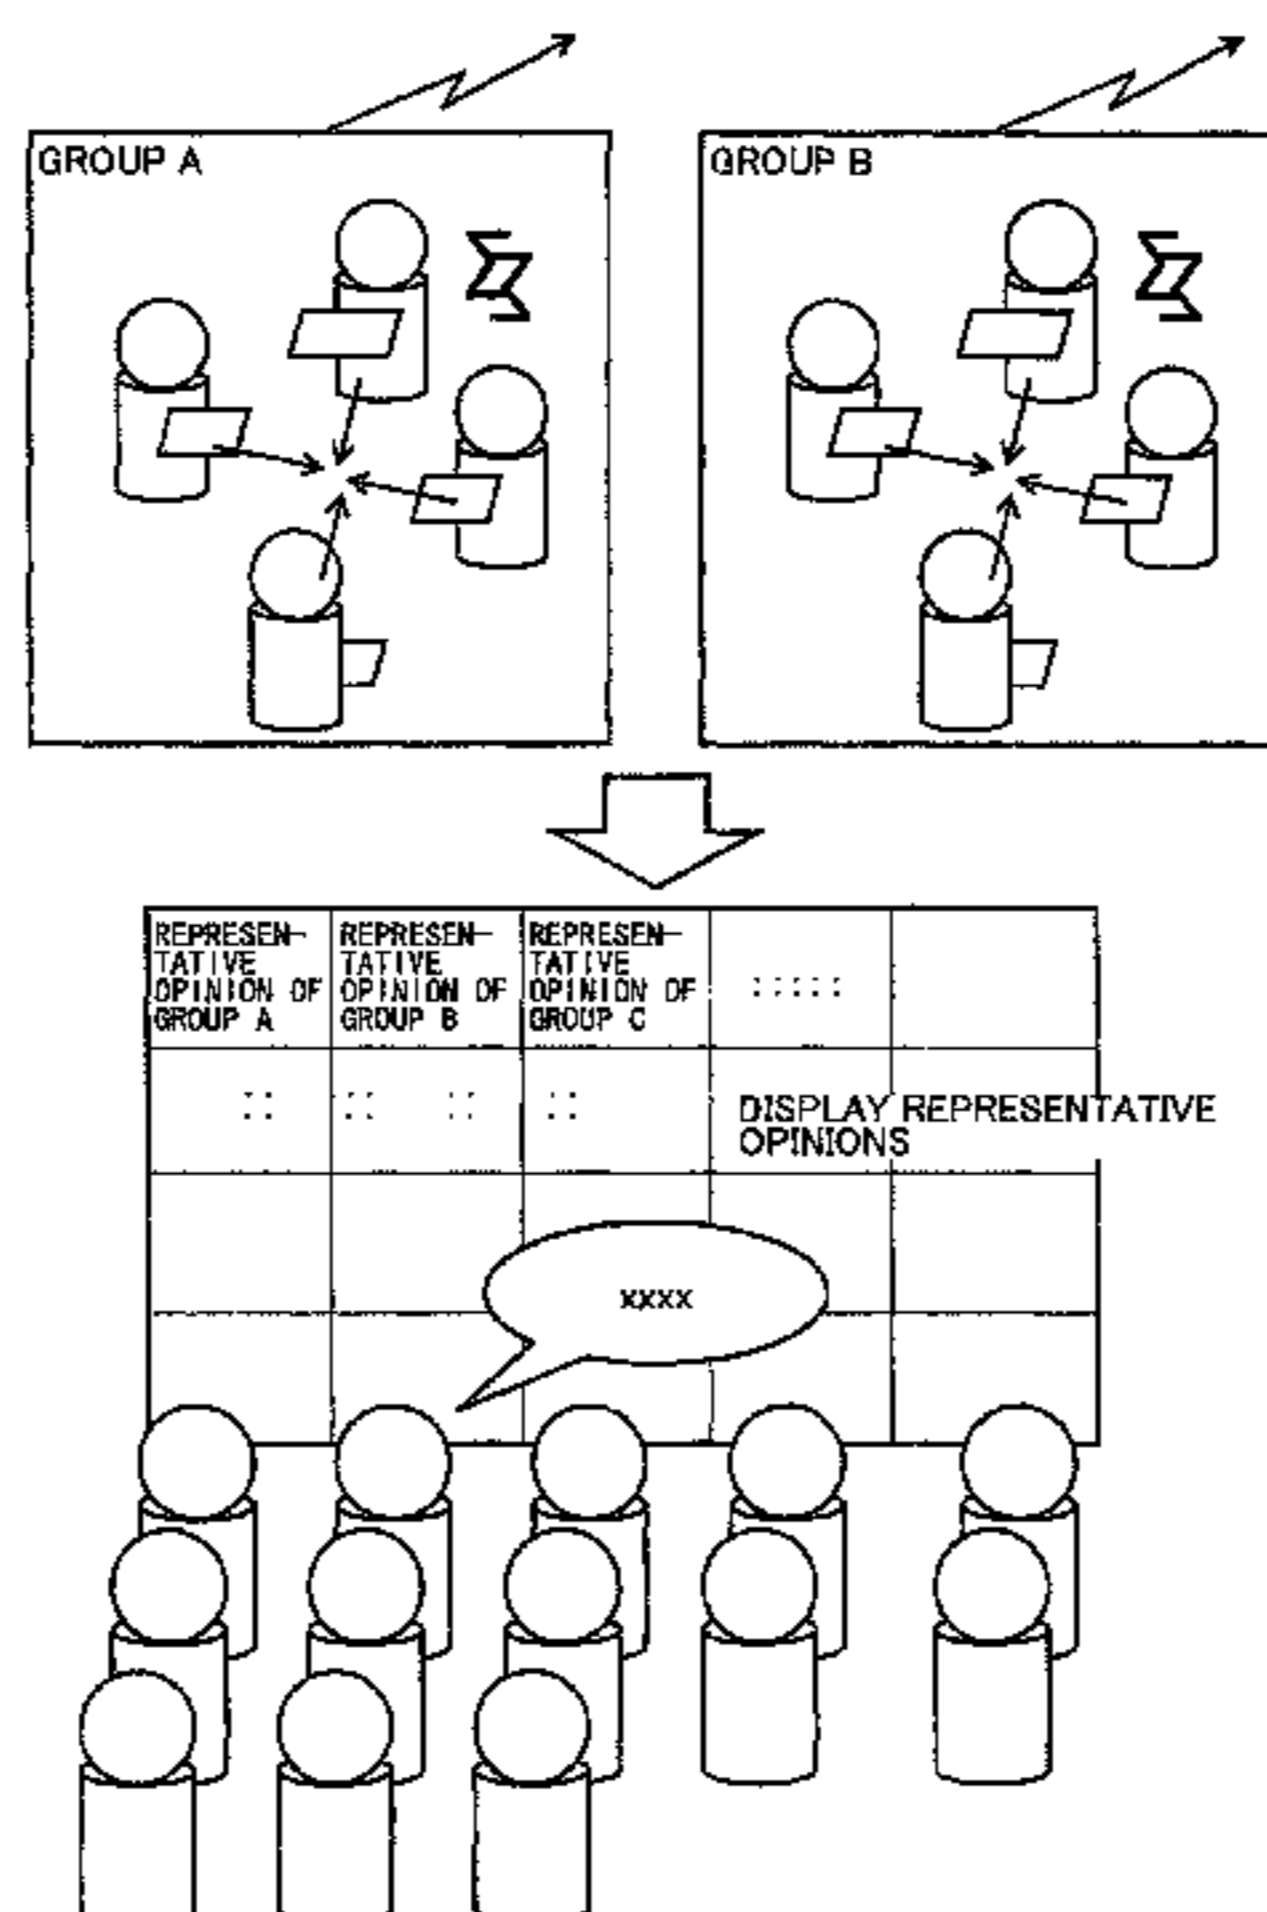 GROUP A
GROUP B
REPRESEN-
TATIVE
OPINION OF
GROUP A
REPRESEN-
TATIVE
OPINION OF
GROUP B
REPRESEN-
TATIVE
OPINION OF
GROUP C
DISPLAY REPRESENTATIVE
OPINIONS
xxxx